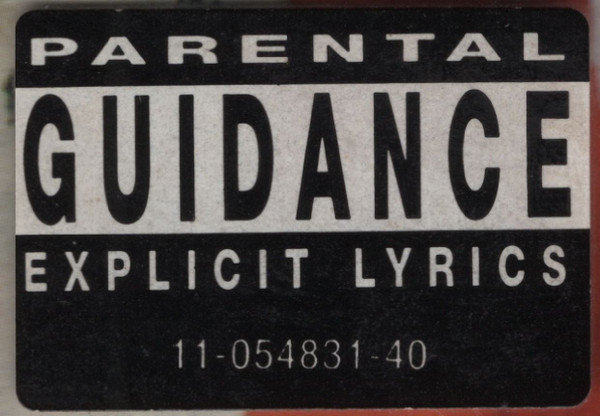 PARENTAL
GUIDANCE
EXPLICIT LYRICS
11-054831-40